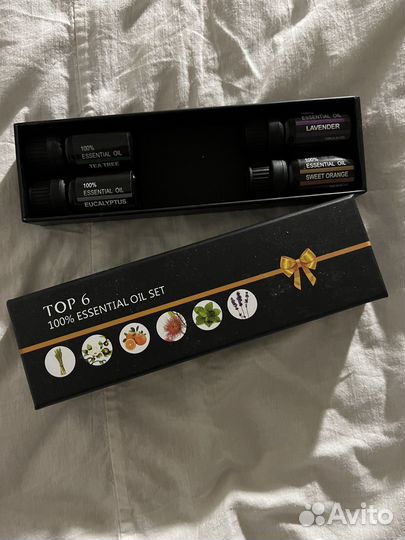 100%
ESSENTIAL OIL
TEA TREE
100%
ESSENTIAL OIL
EUCALYPTUS
ESSENTIAL OIL
LAVENDER
100%
ESSENTIAL OIL
SWEET ORANGE
TOP 6
100% ESSENTIAL OIL SET
Avito